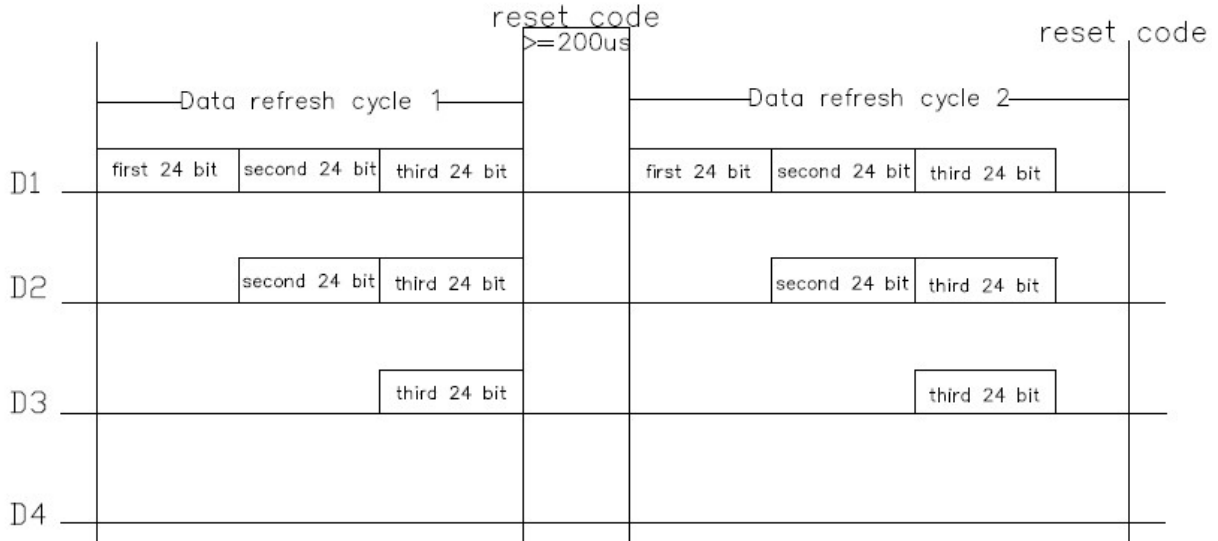 reset code
>=200us
reset code
Data refresh cycle 1
Data refresh cycle 2
D1
first 24 bit
second 24 bit
third 24 bit
first 24 bit
second 24 bit
third 24 bit
D2
second 24 bit
third 24 bit
second 24 bit
third 24 bit
D3
third 24 bit
third 24 bit
D4